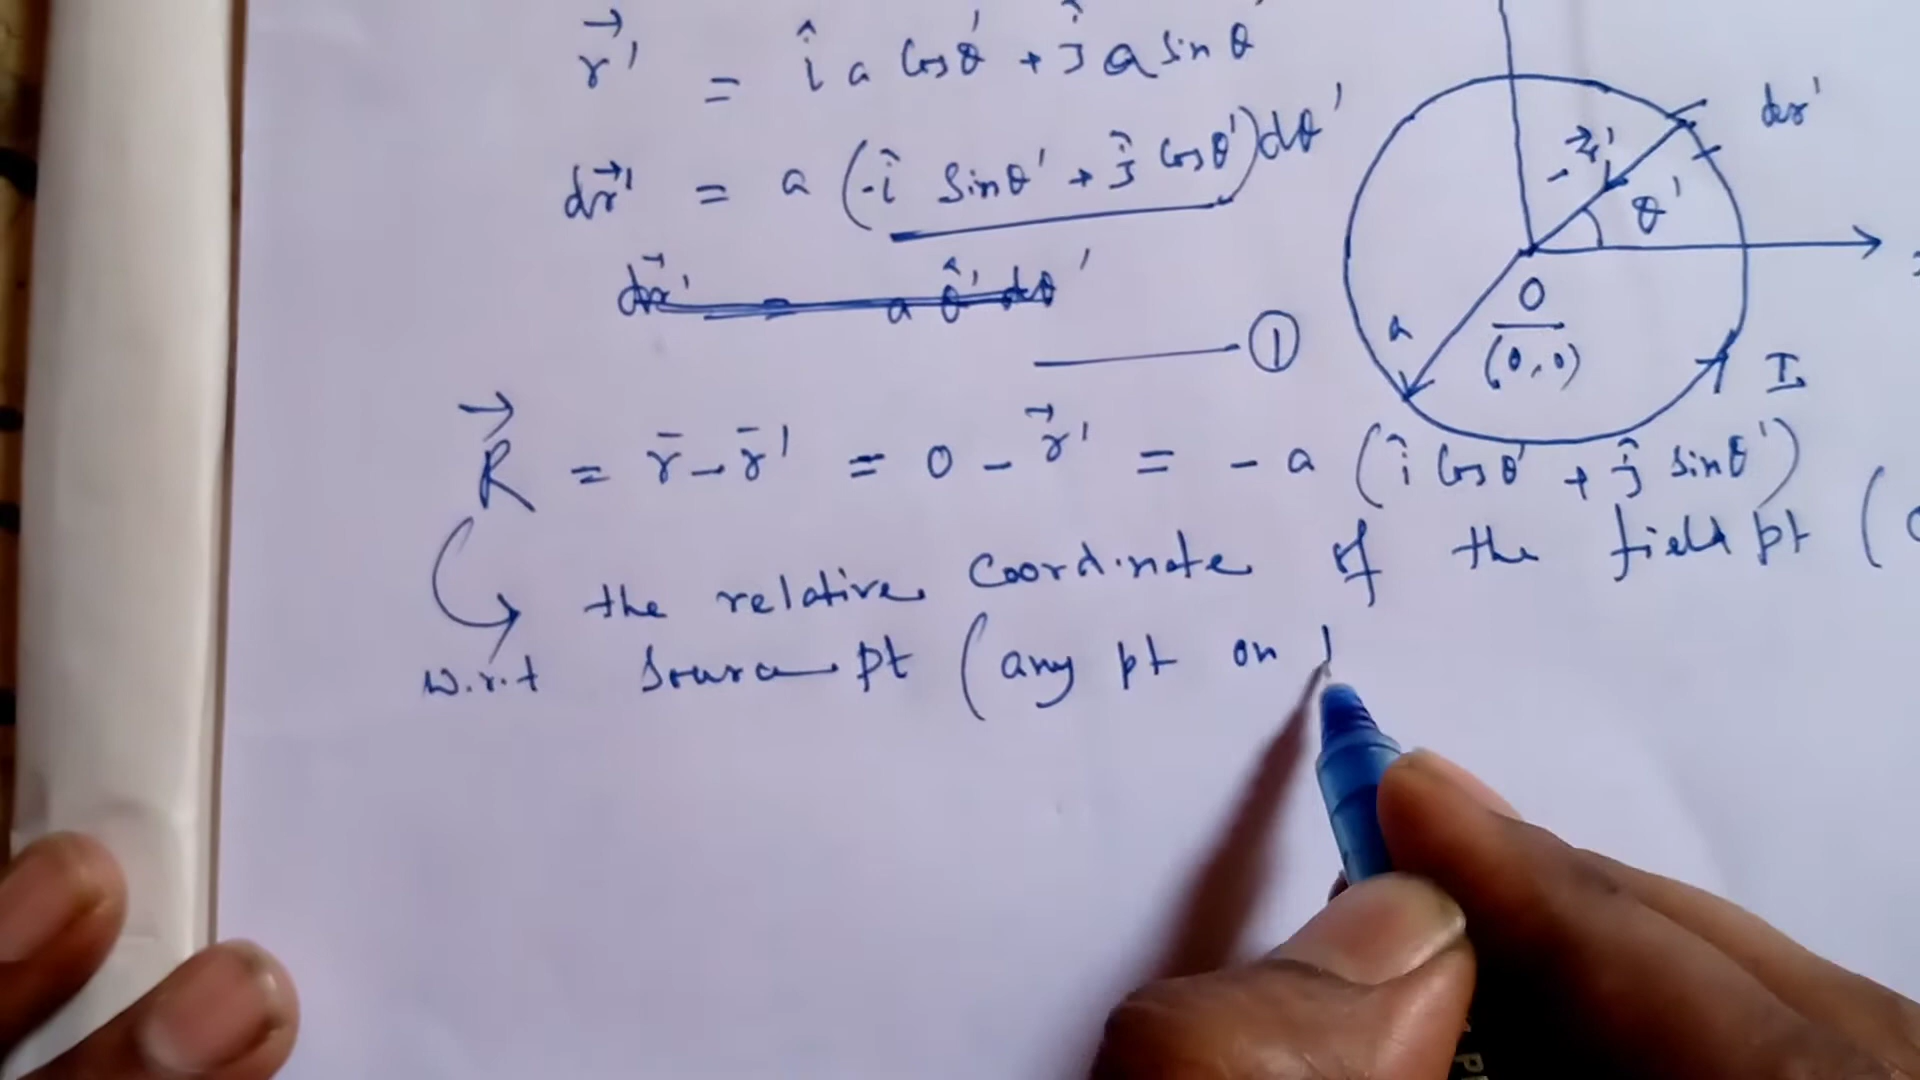 r⃗' = î a cosθ' + ĵ a sinθ'
dr⃗' = a (-î sinθ' + ĵ cosθ')dθ'
dr⃗' = a θ̂' dθ'
①
R⃗ = r̄ - r̄' = 0 - r⃗' = - a (î cosθ' + ĵ sinθ')
the relative coordinate of the field pt (
w.r.t source pt (any pt on
dr'
-r⃗'
θ'
a
O
(0,0)
I